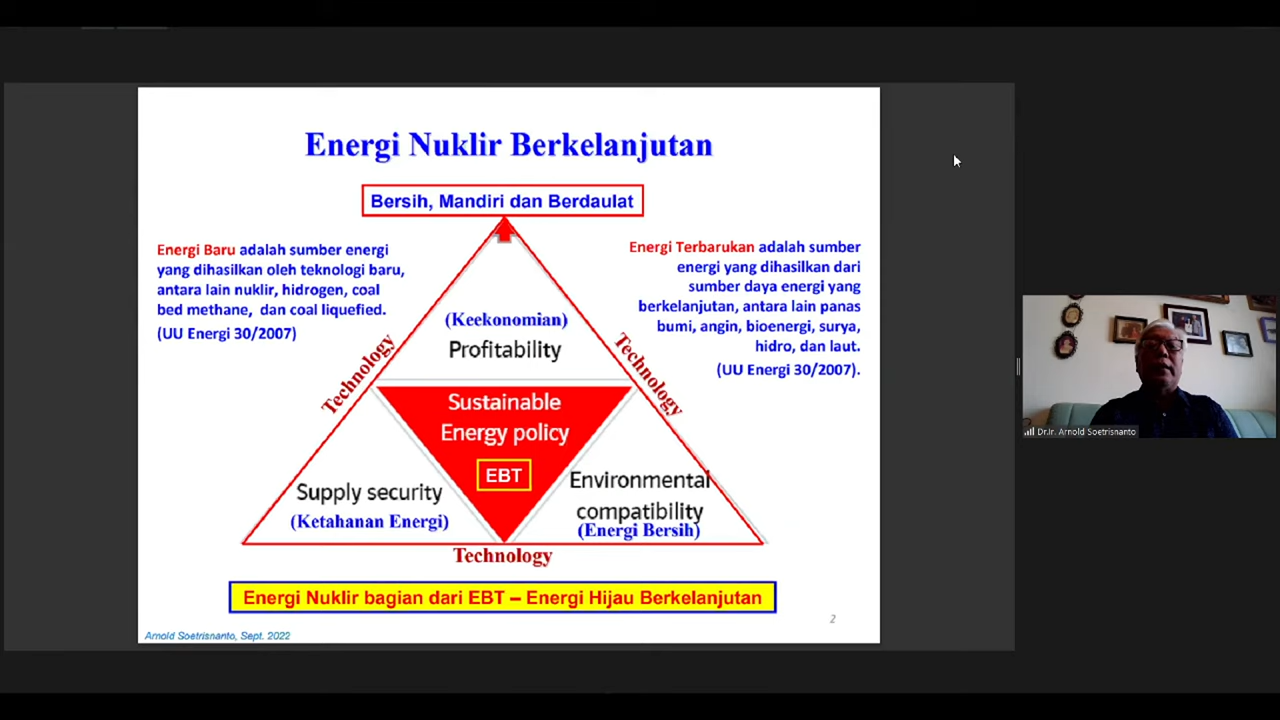 Energi Nuklir Berkelanjutan
Bersih, Mandiri dan Berdaulat
Energi Baru adalah sumber energi
yang dihasilkan oleh teknologi baru,
antara lain nuklir, hidrogen, coal
bed methane, dan coal liquefied.
(UU Energi 30/2007)
Energi Terbarukan adalah sumber
energi yang dihasilkan dari
sumber daya energi yang
berkelanjutan, antara lain panas
bumi, angin, bioenergi, surya,
hidro, dan laut.
(UU Energi 30/2007).
(Keekonomian)
Profitability
Technology
Technology
Sustainable
Energy policy
EBT
Supply security
(Ketahanan Energi)
Environmental
compatibility
(Energi Bersih)
Technology
Energi Nuklir bagian dari EBT – Energi Hijau Berkelanjutan
Arnold Soetrisnanto, Sept. 2022
2
Dr.Ir. Arnold Soetrisnanto